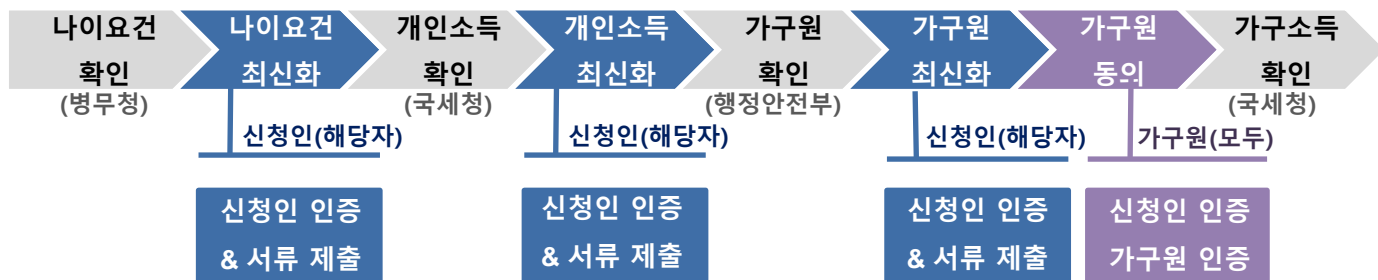 나이요건 나이요건 개인소득 개인소득 가구원 가구원 가구원 가구소득
확인 최신화 확인 최신화 확인 최신화 동의 확인
(병무청) (국세청) (행정안전부) (국세청)
신청인(해당자) 신청인(해당자) 신청인(해당자) 가구원(모두)
신청인 인증 신청인 인증 신청인 인증 신청인 인증
& 서류 제출 & 서류 제출 & 서류 제출 가구원 인증